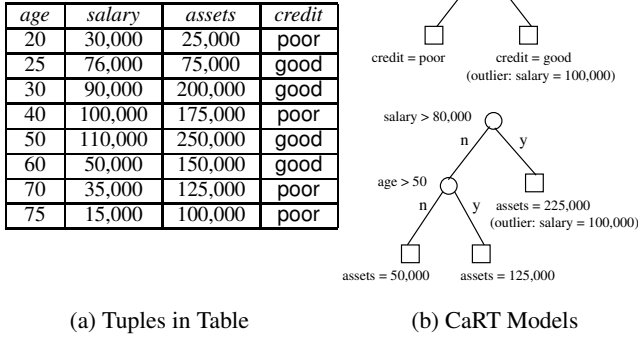 age salary assets credit
20 30,000 25,000 poor
25 76,000 75,000 good
30 90,000 200,000 good
40 100,000 175,000 poor
50 110,000 250,000 good
60 50,000 150,000 good
70 35,000 125,000 poor
75 15,000 100,000 poor
(a) Tuples in Table
credit = poor
credit = good
(outlier: salary = 100,000)
salary > 80,000
n
y
age > 50
n
y
assets = 225,000
(outlier: salary = 100,000)
assets = 50,000
assets = 125,000
(b) CaRT Models